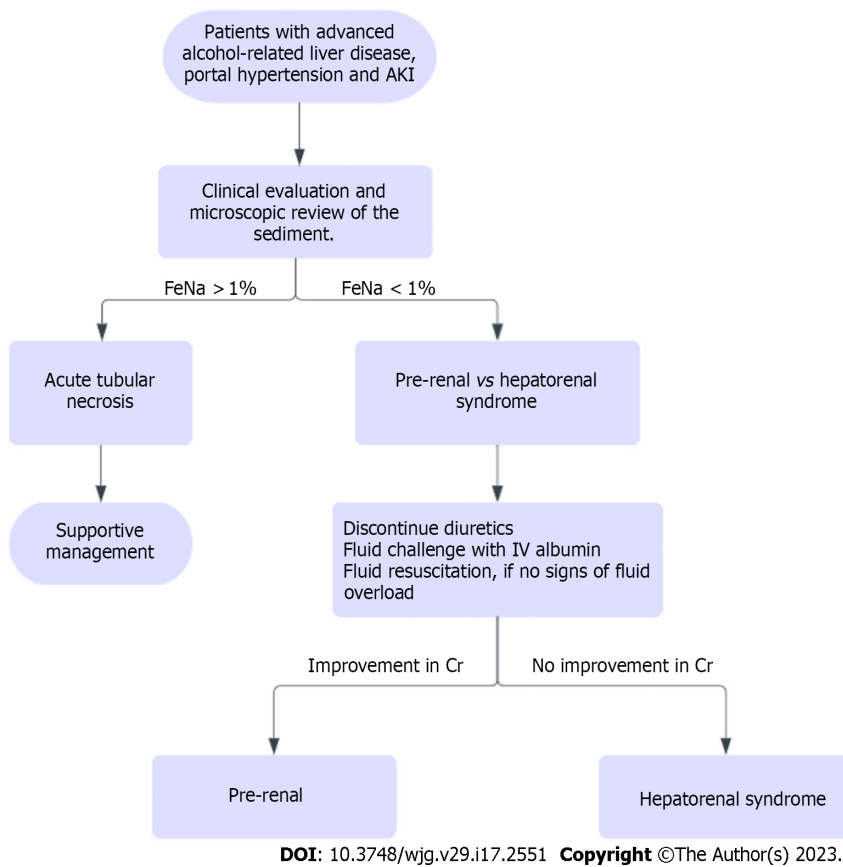 Patients with advanced
alcohol-related liver disease,
portal hypertension and AKI
Clinical evaluation and
microscopic review of the
sediment.
FeNa > 1%
FeNa < 1%
Acute tubular
necrosis
Pre-renal vs hepatorenal
syndrome
Supportive
management
Discontinue diuretics
Fluid challenge with IV albumin
Fluid resuscitation, if no signs of fluid
overload
Improvement in Cr
No improvement in Cr
Pre-renal
Hepatorenal syndrome
DOI: 10.3748/wjg.v29.i17.2551 Copyright ©The Author(s) 2023.